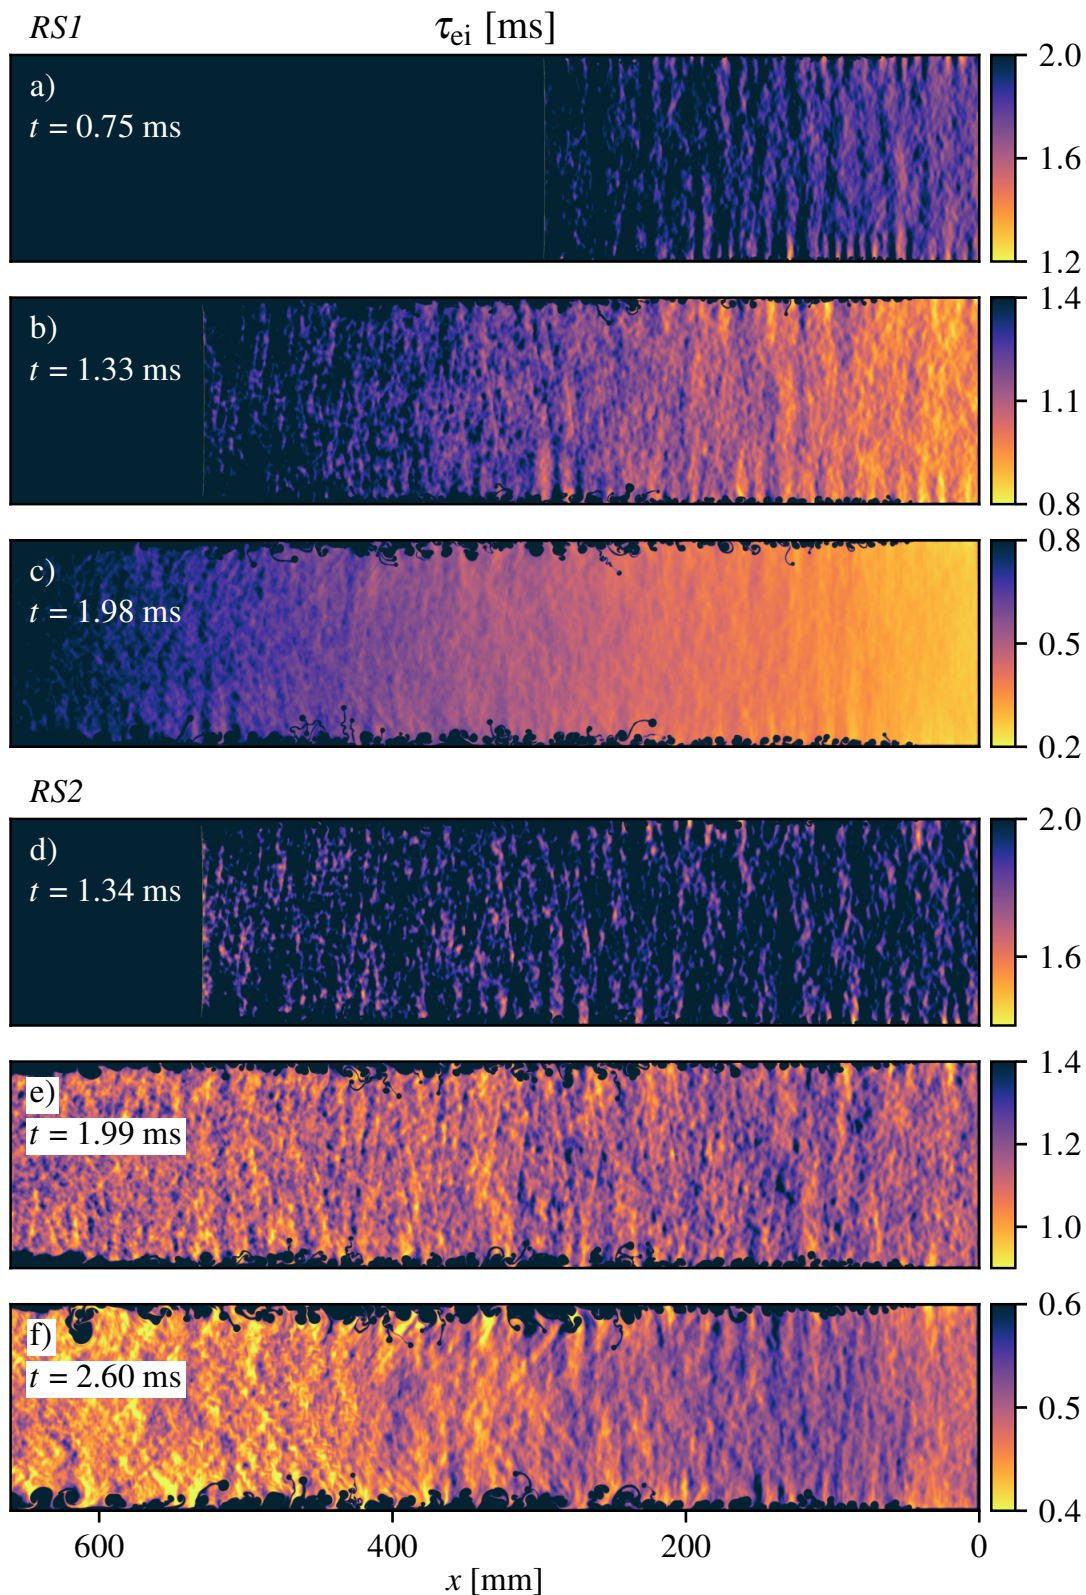 RS1
τei [ms]
a)
t = 0.75 ms
2.0
1.6
1.2
b)
t = 1.33 ms
1.4
1.1
0.8
c)
t = 1.98 ms
0.8
0.5
0.2
RS2
d)
t = 1.34 ms
2.0
1.6
e)
t = 1.99 ms
1.4
1.2
1.0
f)
t = 2.60 ms
0.6
0.5
0.4
600 400 200 0
x [mm]